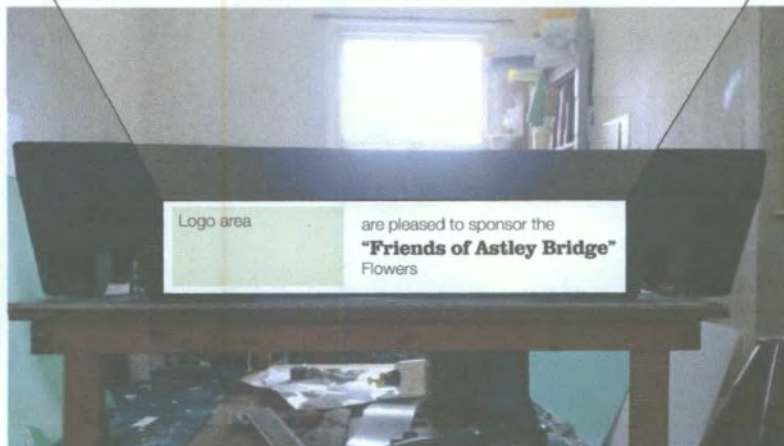 Logo area
are pleased to sponsor the
"Friends of Astley Bridge"
Flowers